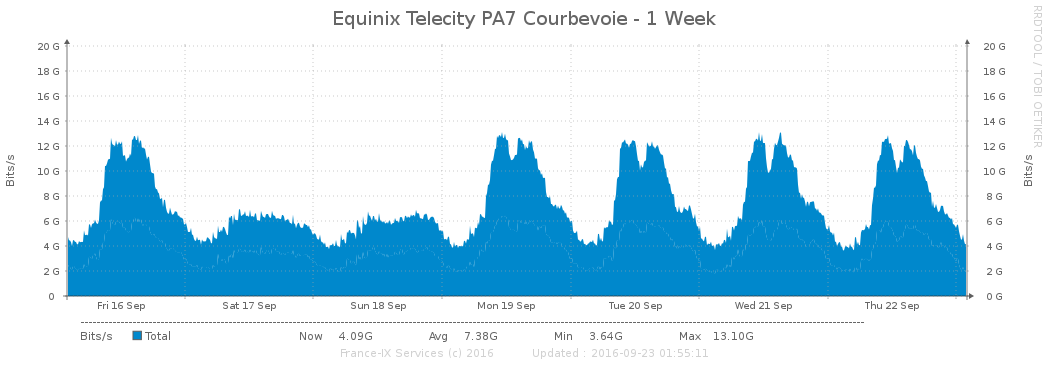 Equinix Telecity PA7 Courbevoie - 1 Week
RRDTOOL / TOBI OETIKER
Bits/s
20 G
18 G
16 G
14 G
12 G
10 G
8 G
6 G
4 G
2 G
0
20 G
18 G
16 G
14 G
12 G
10 G
8 G
6 G
4 G
2 G
0 G
Bits/s
Fri 16 Sep Sat 17 Sep Sun 18 Sep Mon 19 Sep Tue 20 Sep Wed 21 Sep Thu 22 Sep
Bits/s Total Now 4.09G Avg 7.38G Min 3.64G Max 13.10G
France-IX Services (c) 2016 Updated : 2016-09-23 01:55:11